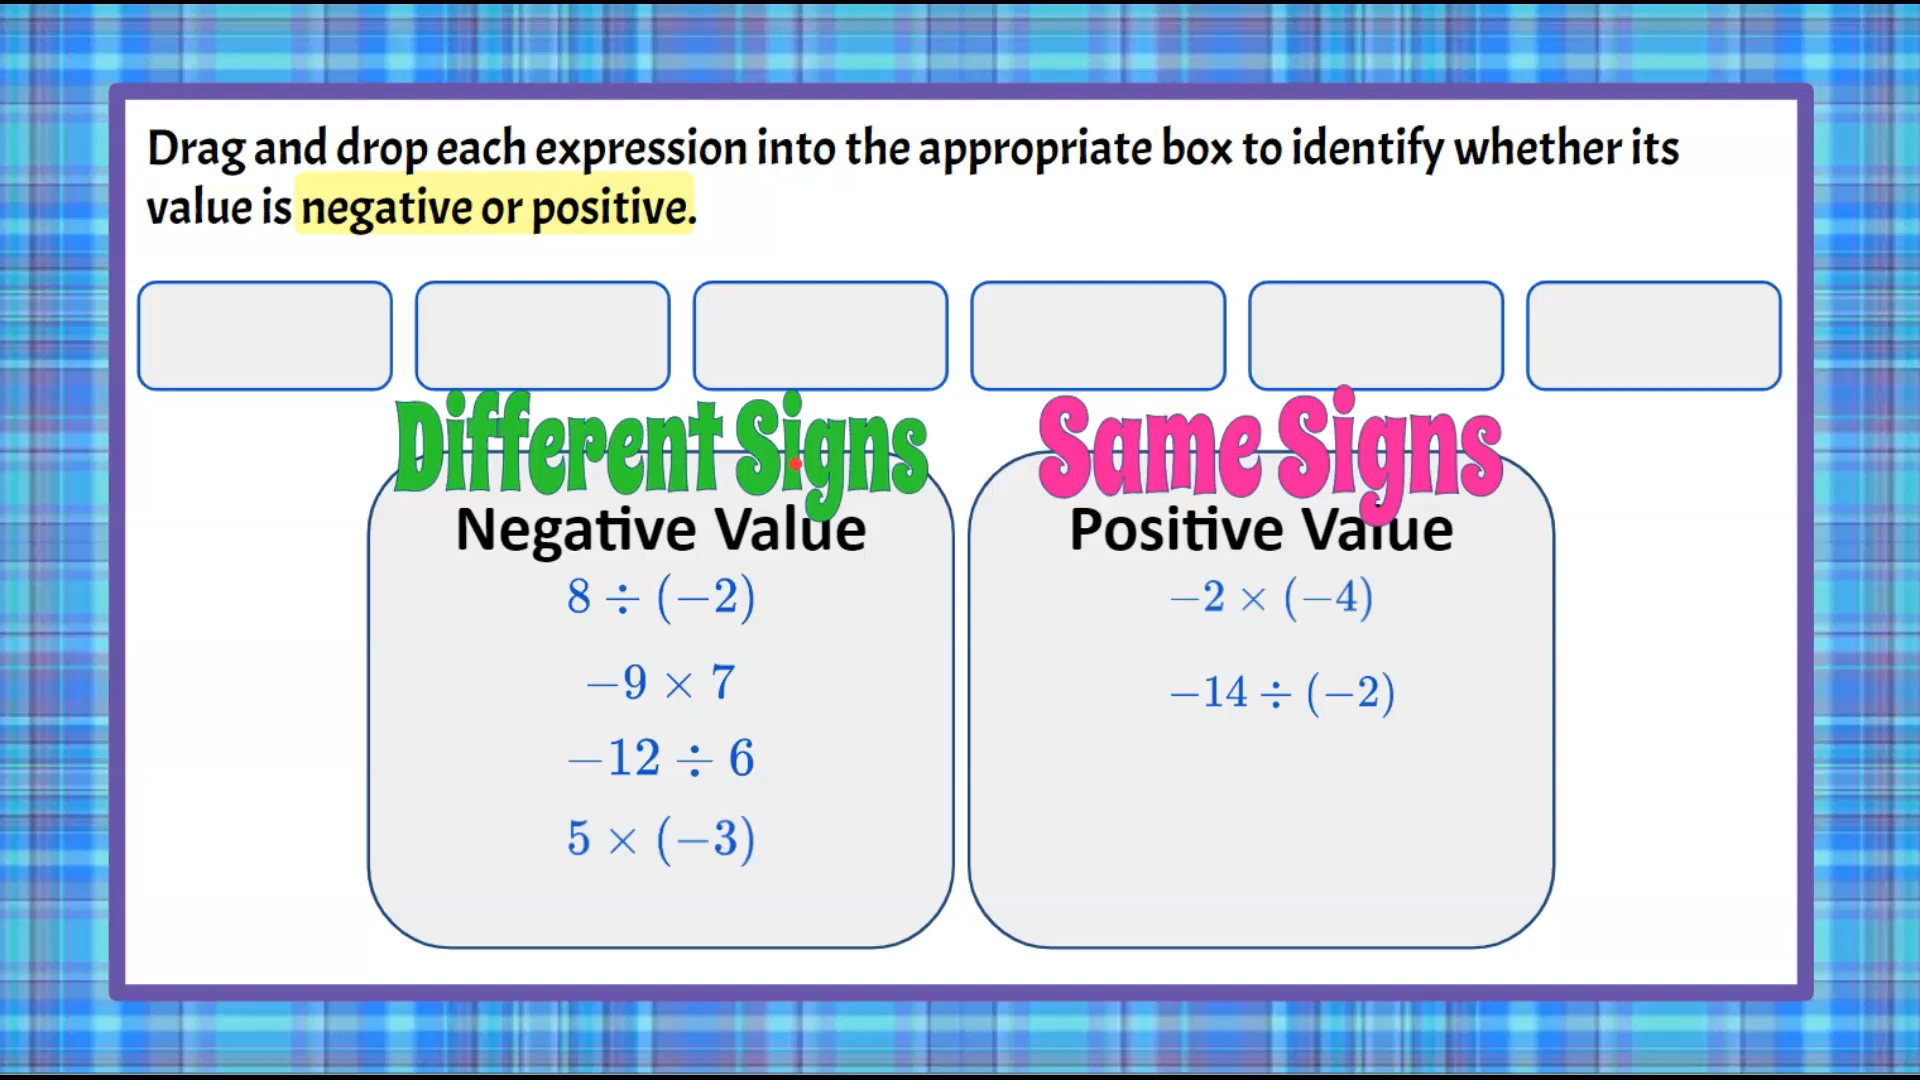 Drag and drop each expression into the appropriate box to identify whether its
value is negative or positive.
Different Signs
Negative Value
8 ÷ (−2)
−9 × 7
−12 ÷ 6
5 × (−3)
Same Signs
Positive Value
−2 × (−4)
−14 ÷ (−2)